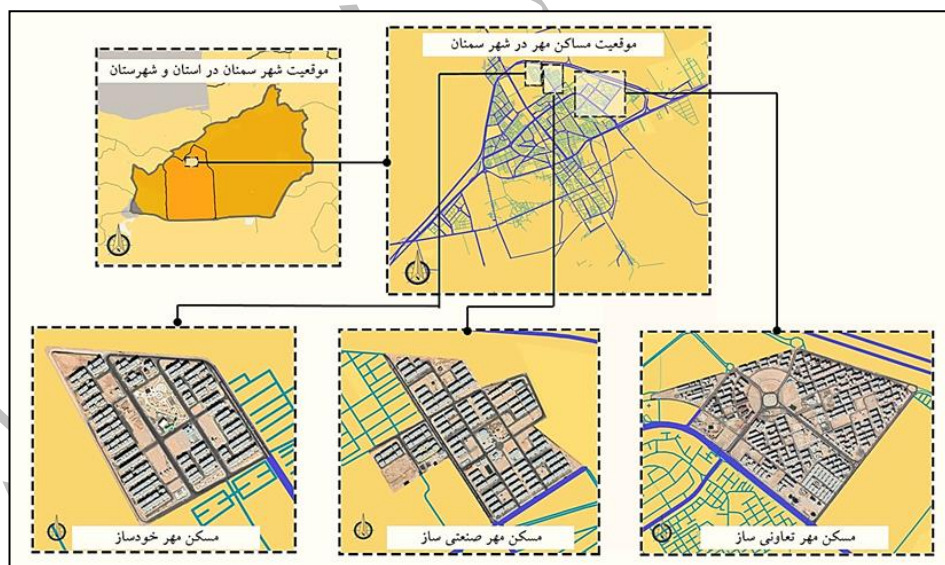 موقعیت مساکن مهر در شهر سمنان
موقعیت شهر سمنان در استان و شهرستان
مسکن مهر تعاونی ساز
مسکن مهر صنعتی ساز
مسکن مهر خودساز